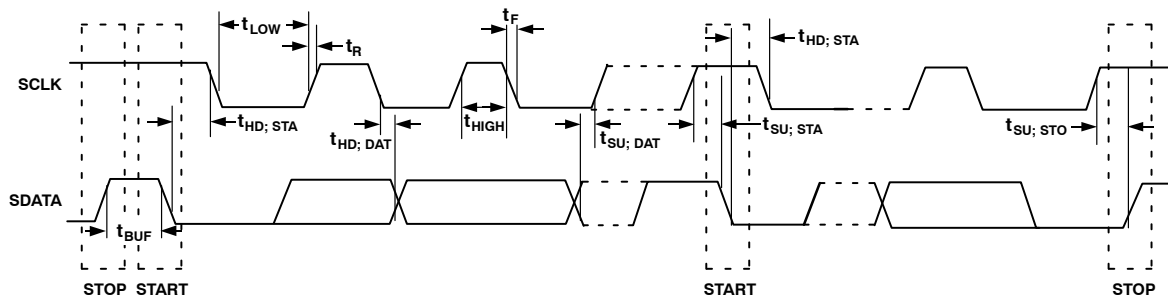 tLOW
tR
tF
tHD; STA
SCLK
tHD; STA
tHD; DAT
tHIGH
tSU; DAT
tSU; STA
tSU; STO
SDATA
tBUF
STOP START START STOP